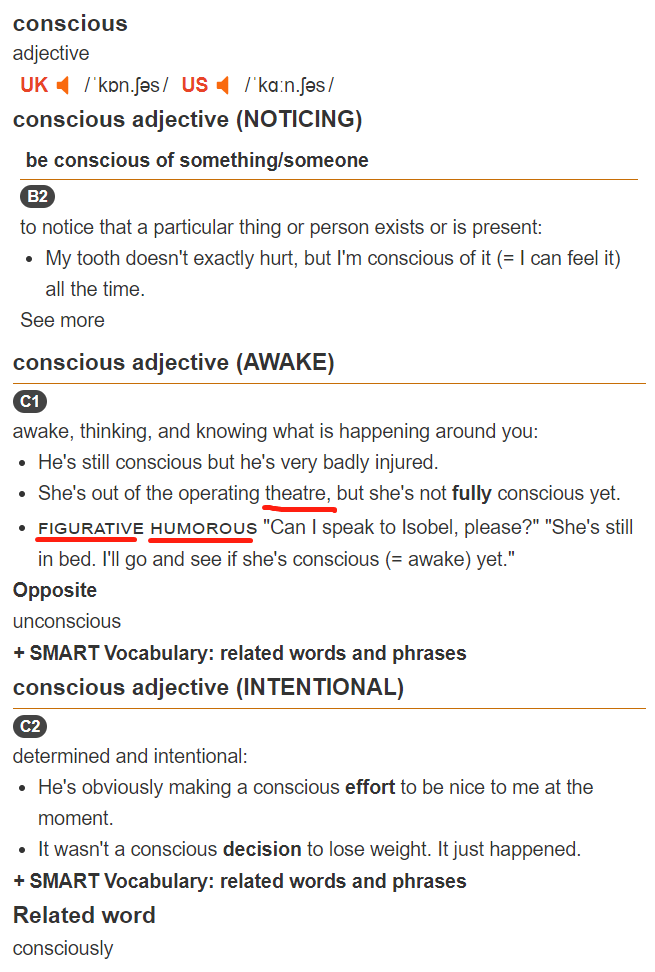 conscious
adjective
UK /ˈkɒn.ʃəs/ US /ˈkɑːn.ʃəs/
conscious adjective (NOTICING)
be conscious of something/someone
B2
to notice that a particular thing or person exists or is present:
• My tooth doesn't exactly hurt, but I'm conscious of it (= I can feel it)
all the time.
See more
conscious adjective (AWAKE)
C1
awake, thinking, and knowing what is happening around you:
• He's still conscious but he's very badly injured.
• She's out of the operating theatre, but she's not fully conscious yet.
• FIGURATIVE HUMOROUS "Can I speak to Isobel, please?" "She's still
in bed. I'll go and see if she's conscious (= awake) yet."
Opposite
unconscious
+ SMART Vocabulary: related words and phrases
conscious adjective (INTENTIONAL)
C2
determined and intentional:
• He's obviously making a conscious effort to be nice to me at the
moment.
• It wasn't a conscious decision to lose weight. It just happened.
+ SMART Vocabulary: related words and phrases
Related word
consciously